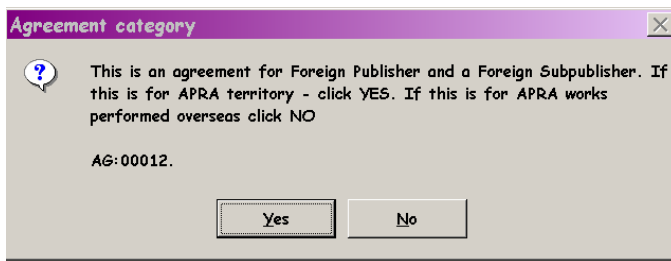 Agreement category
This is an agreement for Foreign Publisher and a Foreign Subpublisher. If
this is for APRA territory - click YES. If this is for APRA works
performed overseas click NO
AG:00012.
Yes
No